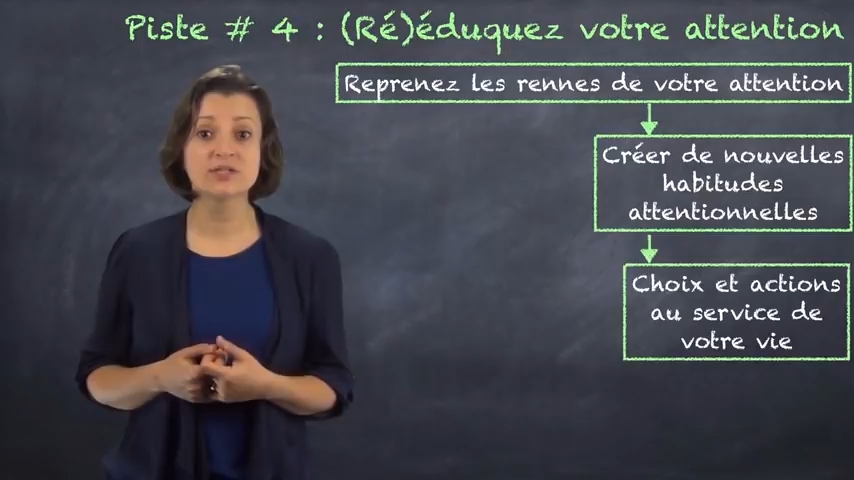 Piste # 4 : (Ré)éduquez votre attention
Reprenez les rennes de votre attention
Créer de nouvelles
habitudes
attentionnelles
Choix et actions
au service de
votre vie